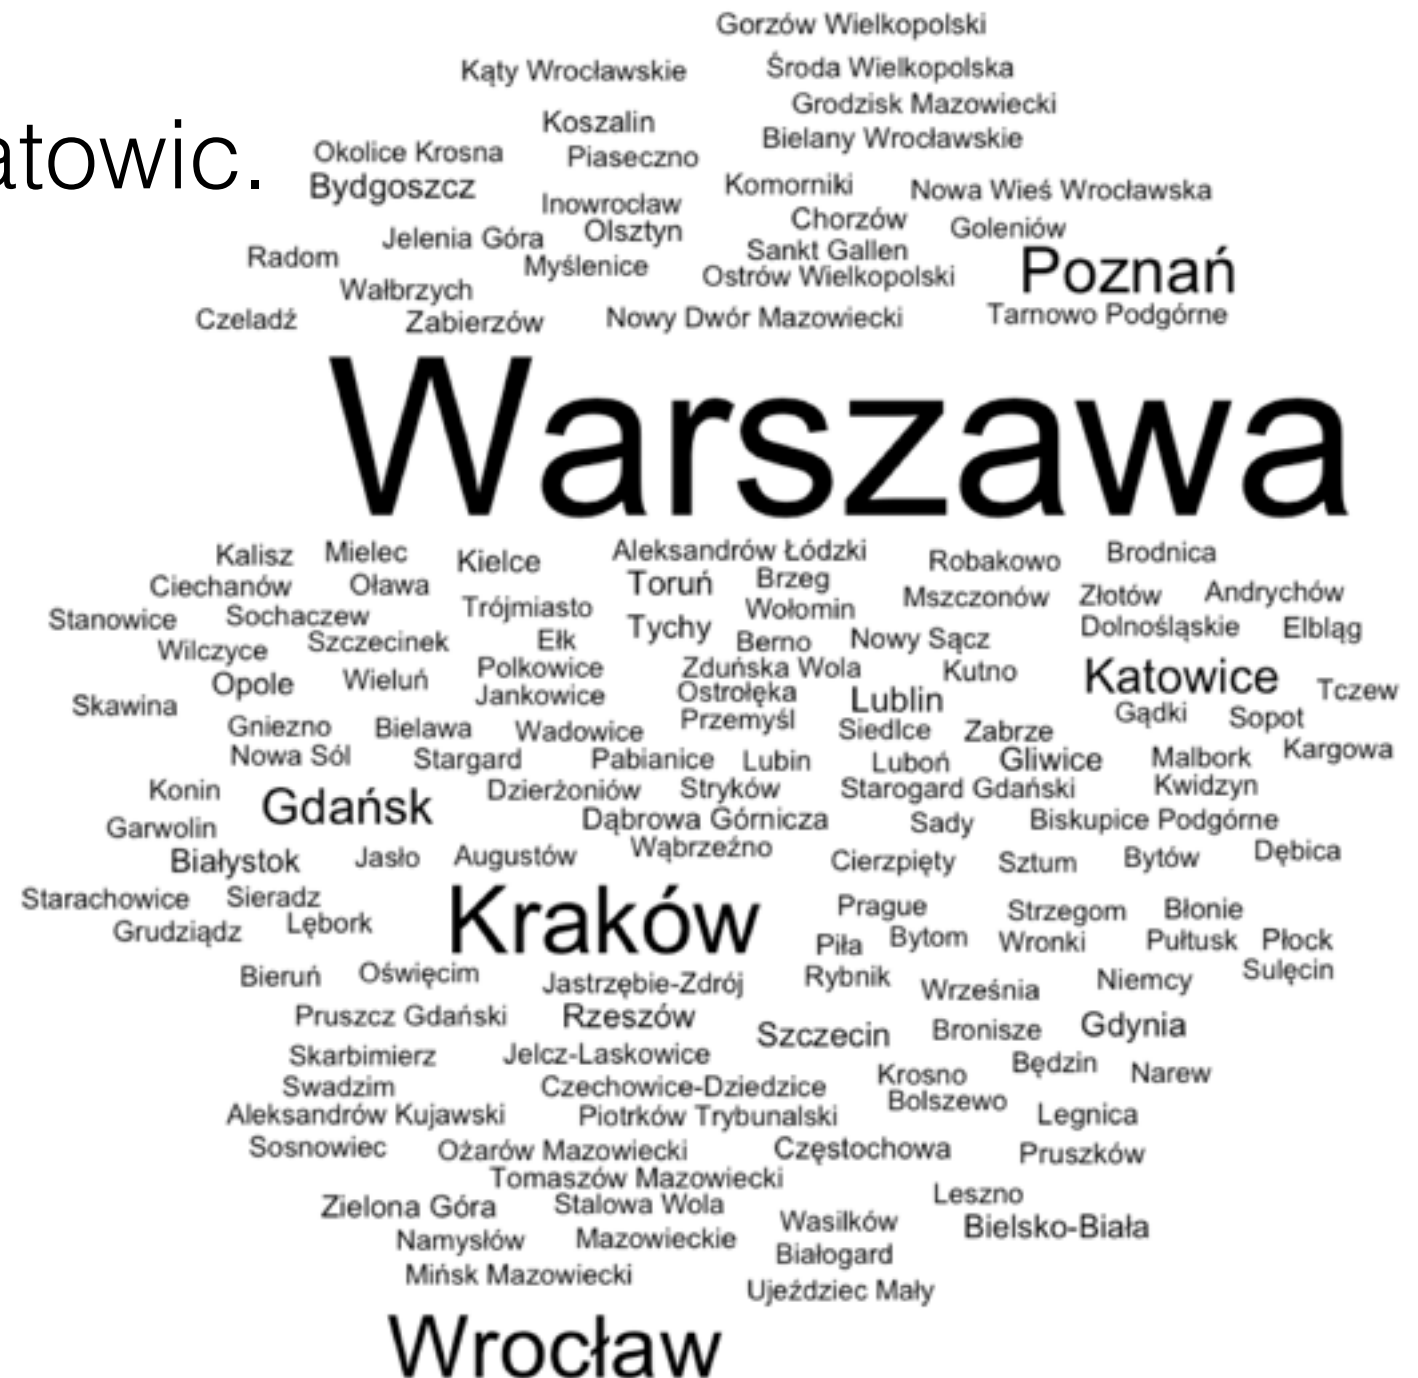 Gorzów Wielkopolski
Kąty Wrocławskie
Środa Wielkopolska
Grodzisk Mazowiecki
Koszalin
Bielany Wrocławskie
atowic.
Okolice Krosna
Piaseczno
Bydgoszcz
Komorniki
Nowa Wieś Wrocławska
Inowrocław
Chorzów
Goleniów
Jelenia Góra
Olsztyn
Sankt Gallen
Radom
Myślenice
Ostrów Wielkopolski
Poznań
Wałbrzych
Czeladź
Zabierzów
Nowy Dwór Mazowiecki
Tarnowo Podgórne
Warszawa
Kalisz
Mielec
Kielce
Aleksandrów Łódzki
Robakowo
Brodnica
Ciechanów
Oława
Toruń
Brzeg
Mszczonów
Złotów
Andrychów
Stanowice
Sochaczew
Trójmiasto
Wołomin
Dolnośląskie
Elbląg
Wilczyce
Szczecinek
Ełk
Tychy
Berno
Nowy Sącz
Opole
Wieluń
Polkowice
Zduńska Wola
Kutno
Katowice
Tczew
Skawina
Jankowice
Ostrołęka
Lublin
Gądki
Sopot
Gniezno
Bielawa
Wadowice
Przemyśl
Siedlce
Zabrze
Nowa Sól
Stargard
Pabianice
Lubin
Luboń
Gliwice
Malbork
Kargowa
Konin
Gdańsk
Dzierżoniów
Stryków
Starogard Gdański
Kwidzyn
Garwolin
Dąbrowa Górnicza
Sady
Biskupice Podgórne
Białystok
Jasło
Augustów
Wąbrzeźno
Cierzpięty
Sztum
Bytów
Dębica
Starachowice
Sieradz
Kraków
Prague
Strzegom
Błonie
Grudziądz
Lębork
Piła
Bytom
Wronki
Pułtusk
Płock
Bieruń
Oświęcim
Jastrzębie-Zdrój
Rybnik
Września
Niemcy
Sulęcin
Pruszcz Gdański
Rzeszów
Szczecin
Bronisze
Gdynia
Skarbimierz
Jelcz-Laskowice
Krosno
Będzin
Narew
Swadzim
Czechowice-Dziedzice
Bolszewo
Aleksandrów Kujawski
Piotrków Trybunalski
Legnica
Sosnowiec
Ożarów Mazowiecki
Częstochowa
Pruszków
Tomaszów Mazowiecki
Leszno
Zielona Góra
Stalowa Wola
Wasilków
Bielsko-Biała
Namysłów
Mazowieckie
Białogard
Mińsk Mazowiecki
Ujeździec Mały
Wrocław